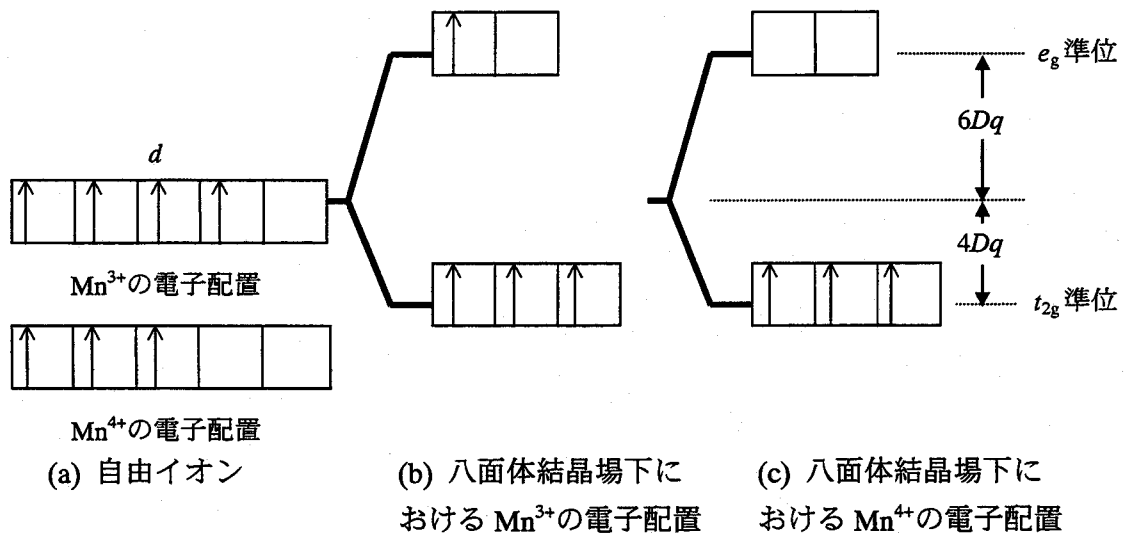 e_g 準位
6Dq
d
4Dq
Mn³⁺の電子配置
t₂g 準位
Mn⁴⁺の電子配置
(a) 自由イオン
(b) 八面体結晶場下に
おける Mn³⁺の電子配置
(c) 八面体結晶場下に
おける Mn⁴⁺の電子配置